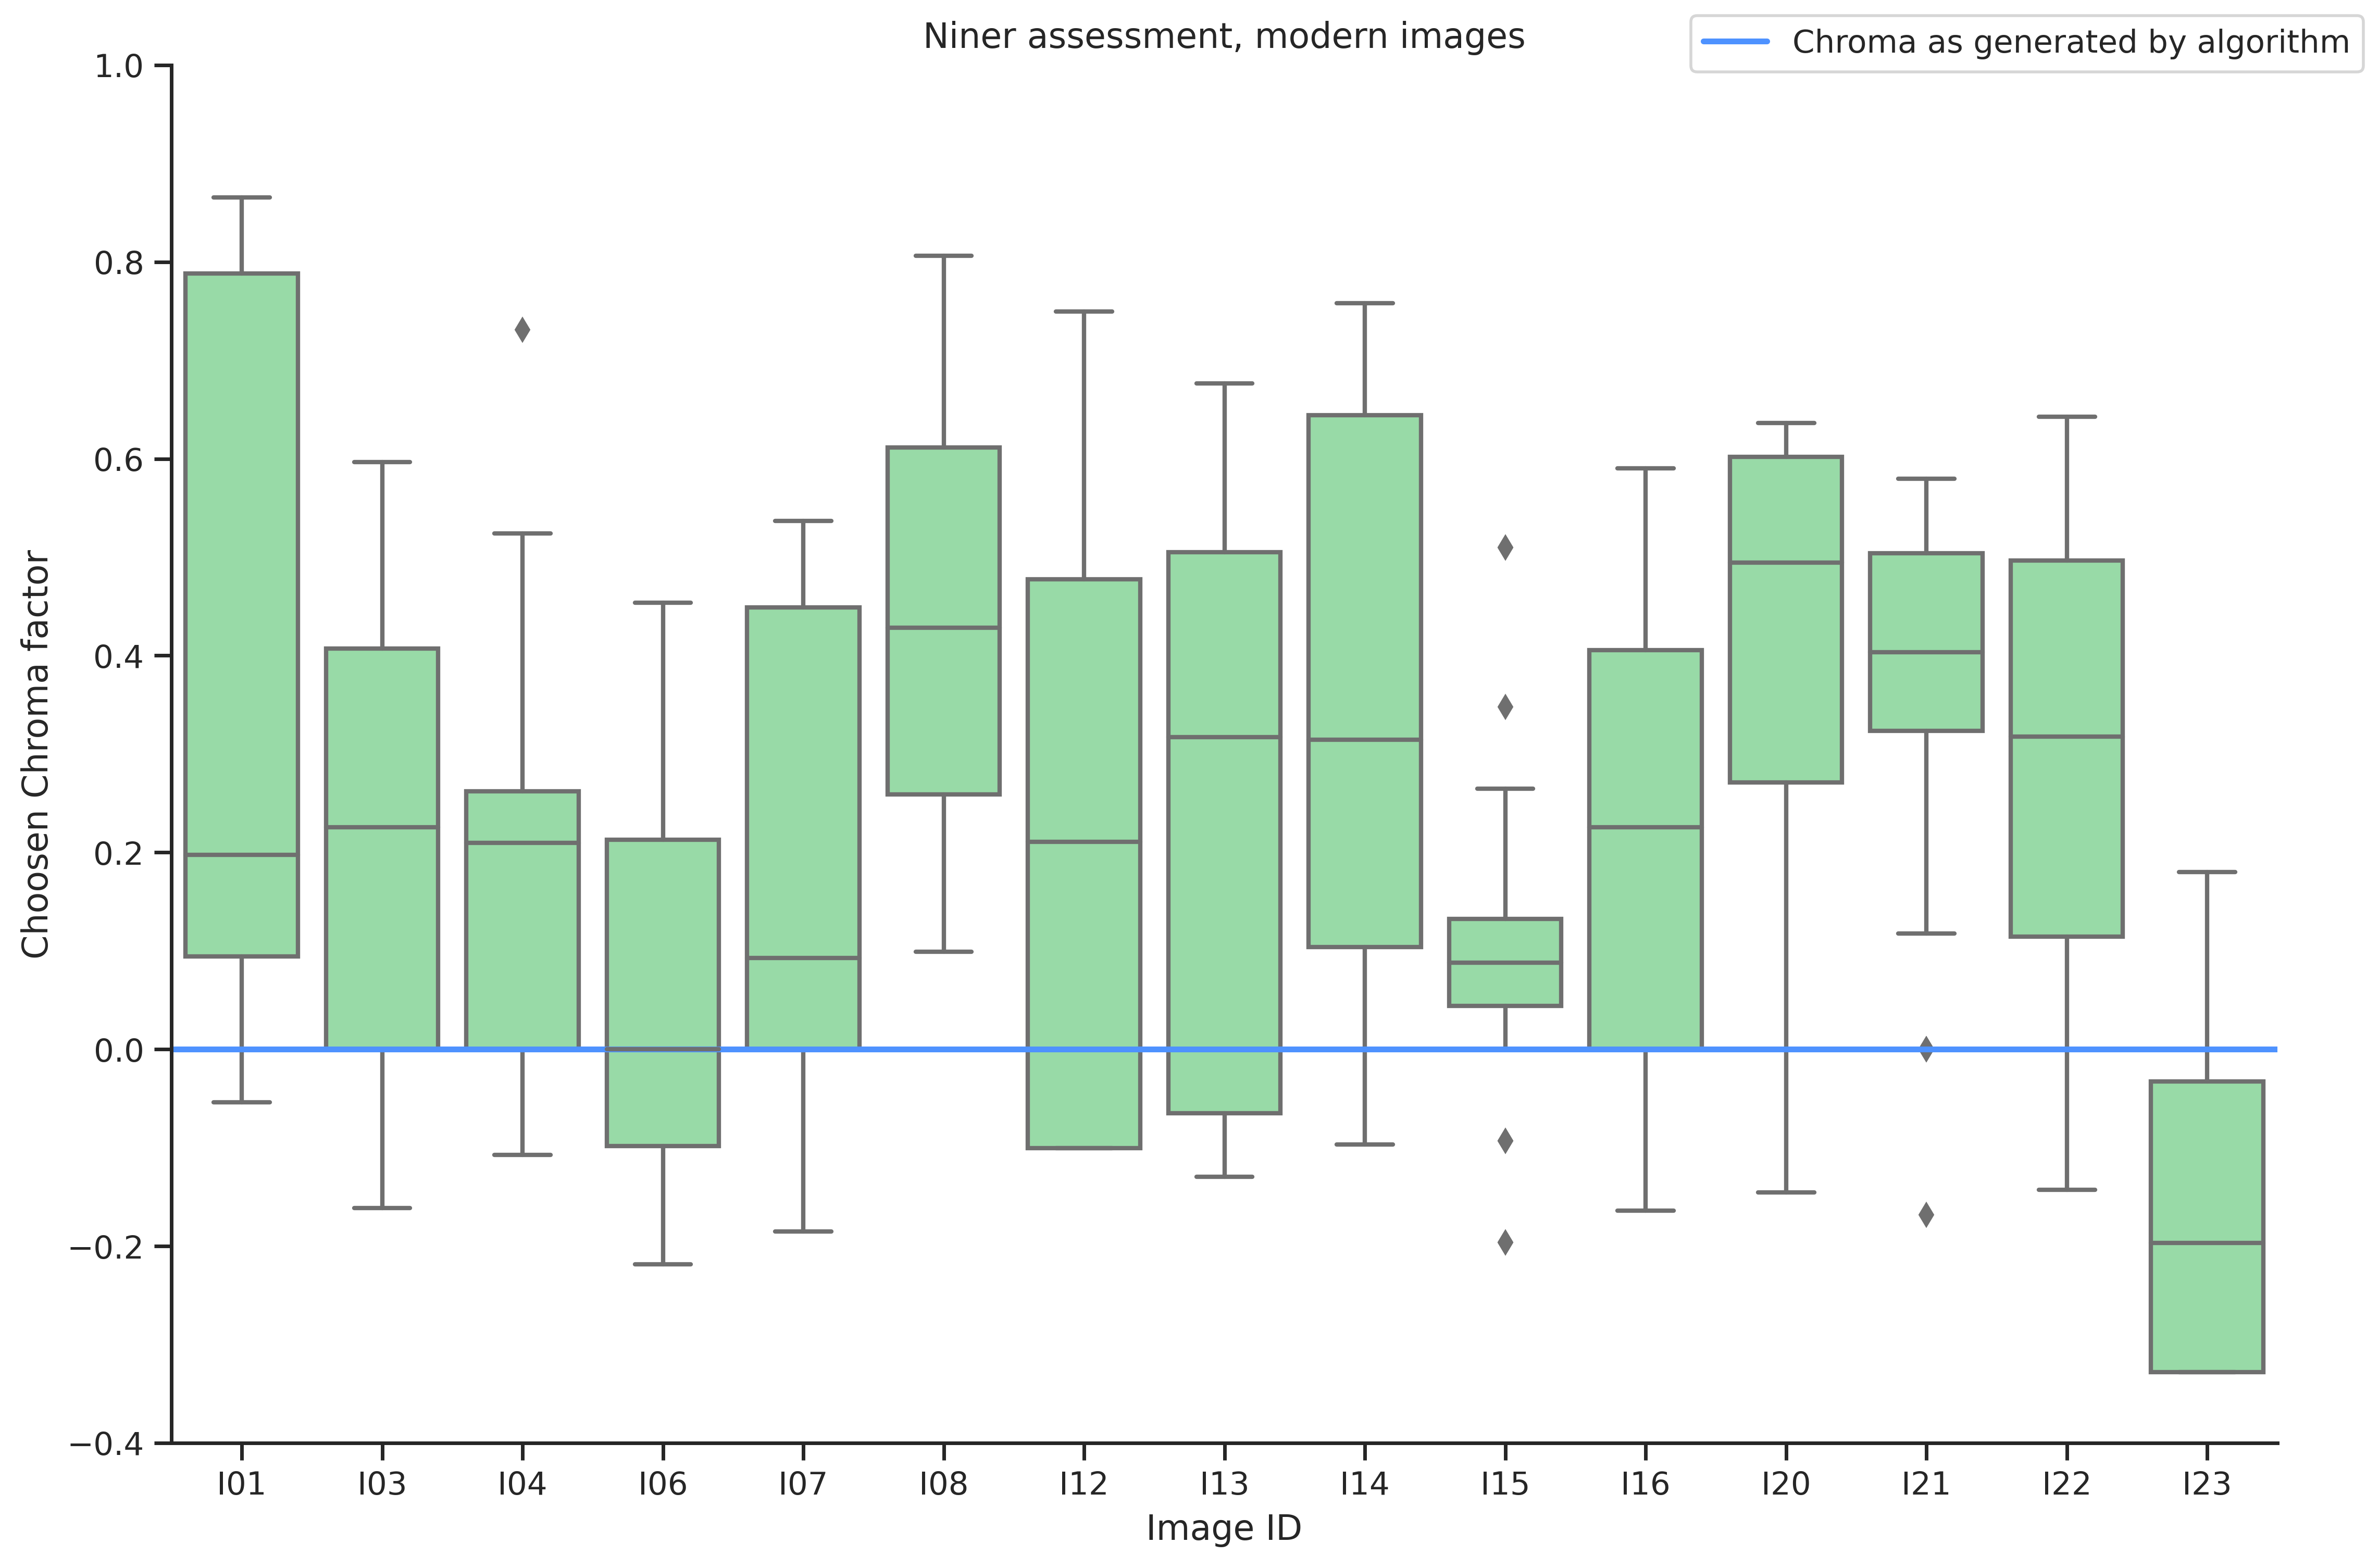 Niner assessment, modern images
Chroma as generated by algorithm
Choosen Chroma factor
1.0
0.8
0.6
0.4
0.2
0.0
−0.2
−0.4
I01 I03 I04 I06 I07 I08 I12 I13 I14 I15 I16 I20 I21 I22 I23
Image ID